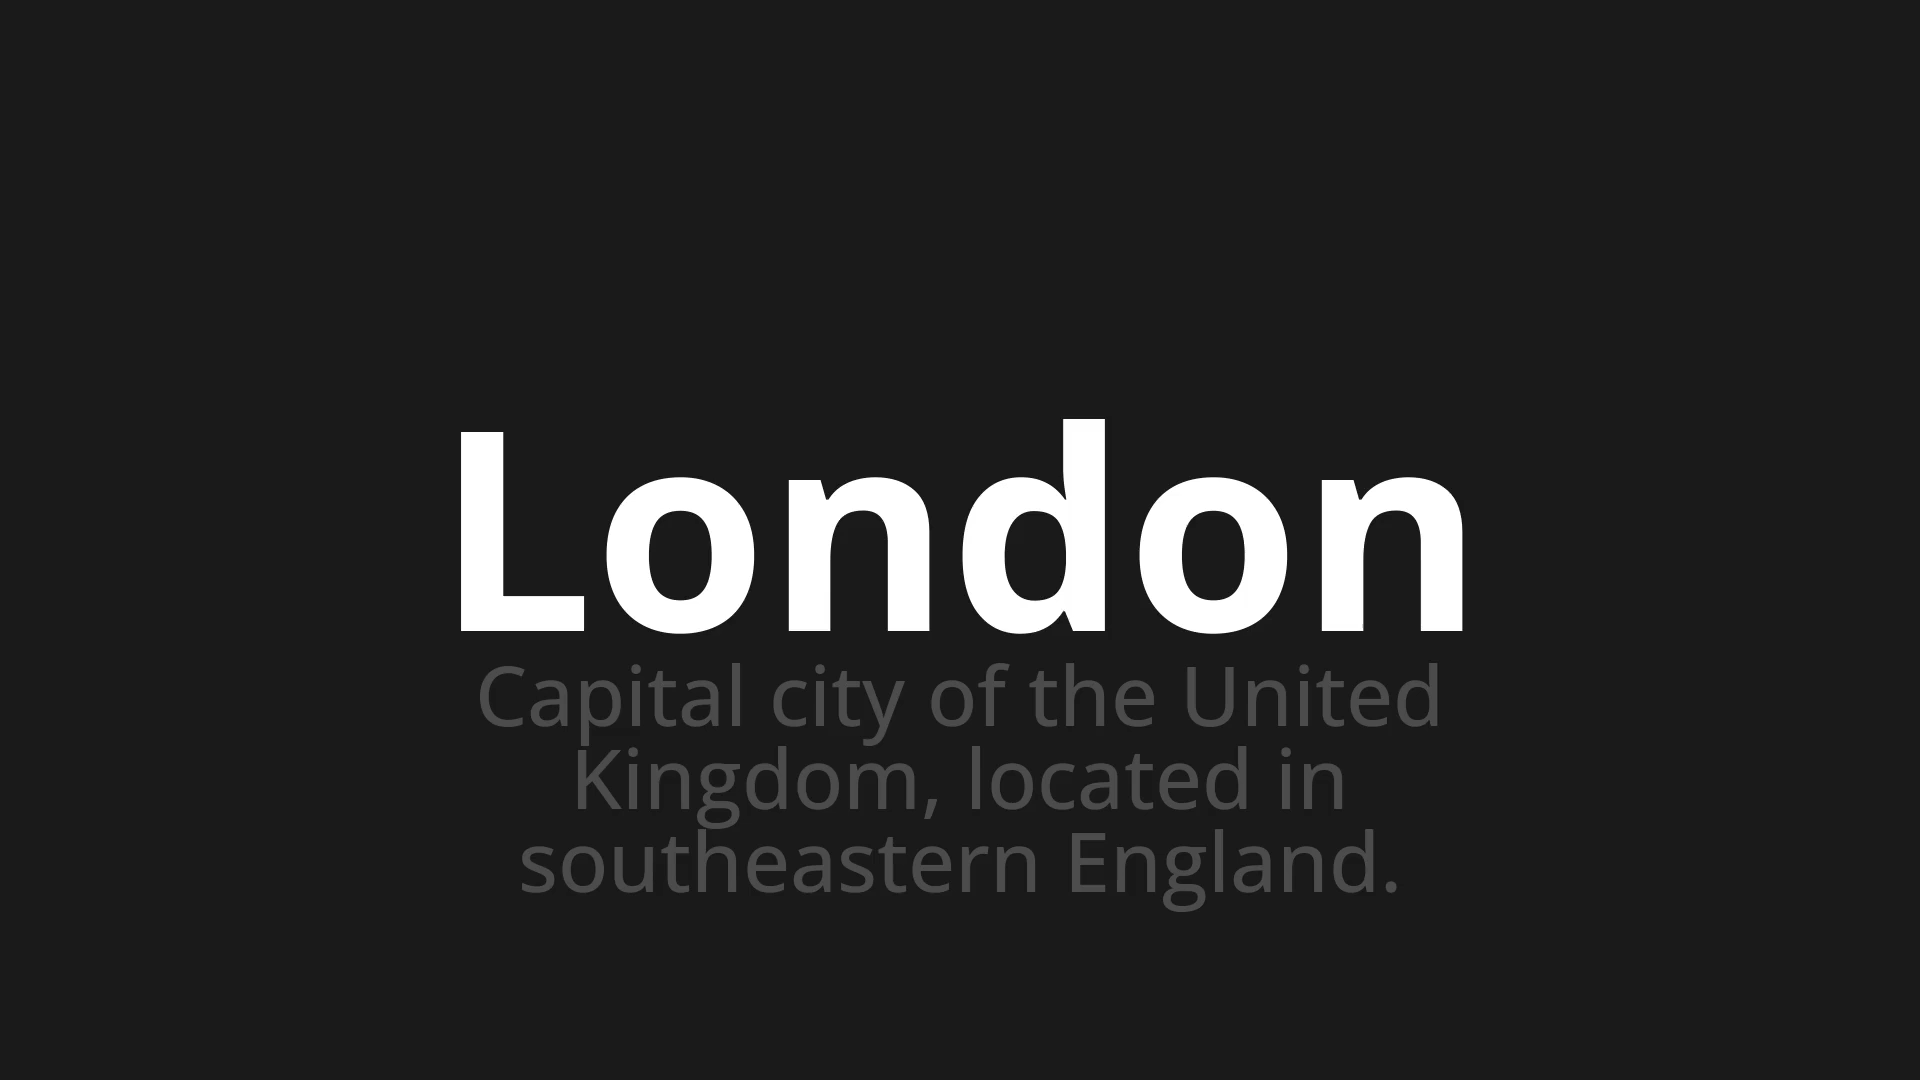 London
Capital city of the United
Kingdom, located in
southeastern England.